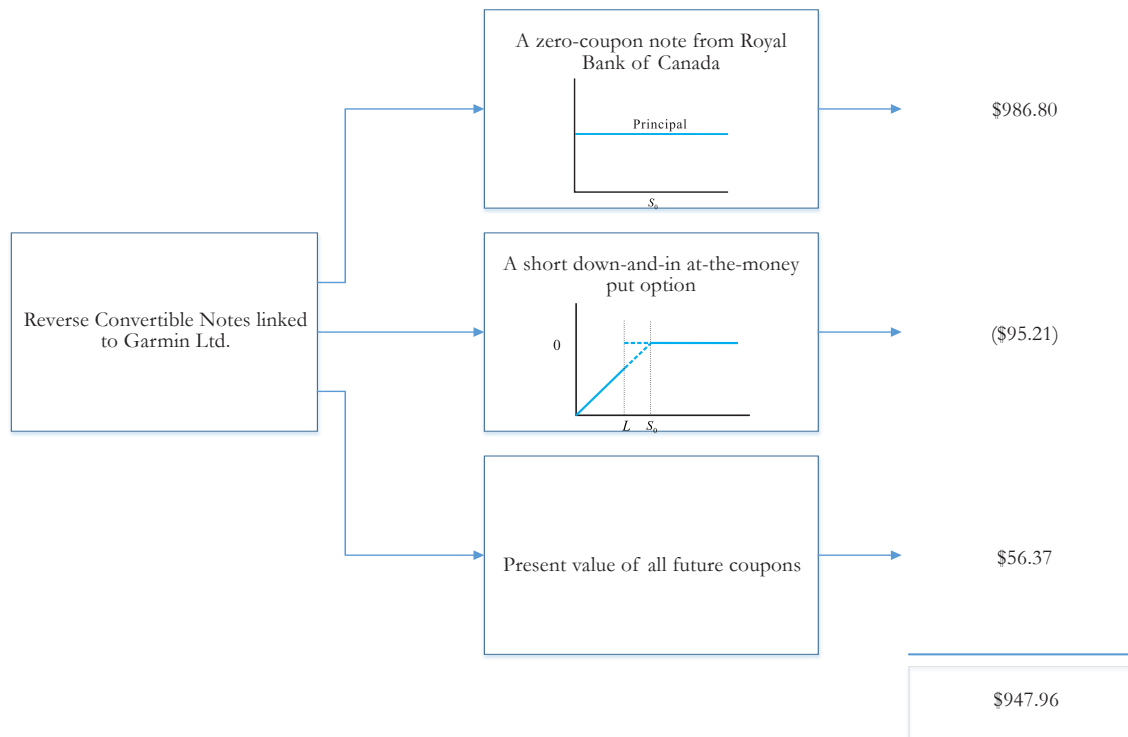 A zero-coupon note from Royal
Bank of Canada
Principal
S₀
$986.80
Reverse Convertible Notes linked
to Garmin Ltd.
A short down-and-in at-the-money
put option
0
L S₀
($95.21)
Present value of all future coupons
$56.37
$947.96